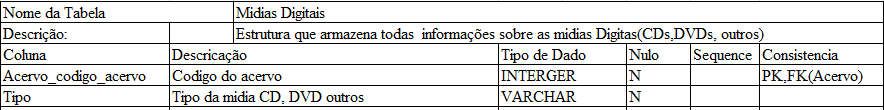 Nome da Tabela Midias Digitais
Descrição: Estrutura que armazena todas informações sobre as midias Digitas(CDs,DVDs, outros)
Coluna Descricação Tipo de Dado Nulo Sequence Consistencia
Acervo_codigo_acervo Codigo do acervo INTERGER N PK,FK(Acervo)
Tipo Tipo da midia CD, DVD outros VARCHAR N